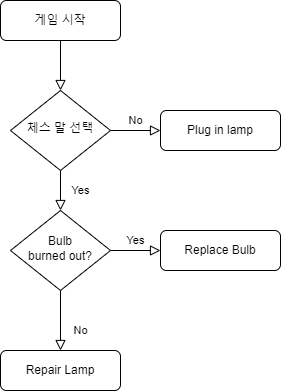 게임 시작
체스 말 선택
No
Plug in lamp
Yes
Bulb
burned out?
Yes
Replace Bulb
No
Repair Lamp